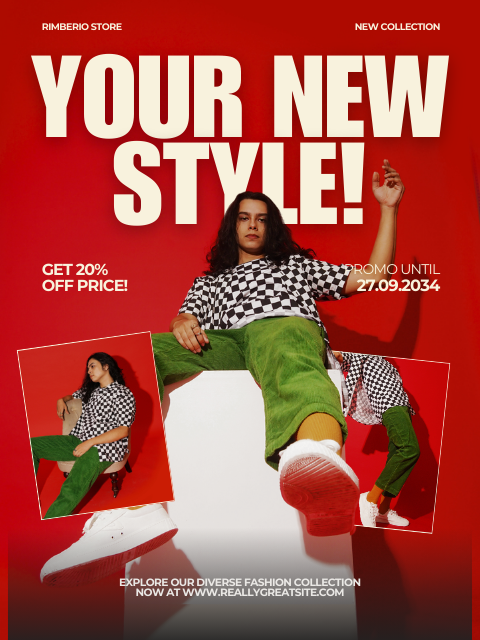 RIMBERIO STORE
NEW COLLECTION
YOUR NEW
STYLE!
GET 20%
OFF PRICE!
PROMO UNTIL
27.09.2034
EXPLORE OUR DIVERSE FASHION COLLECTION
NOW AT WWW.REALLYGREATSITE.COM